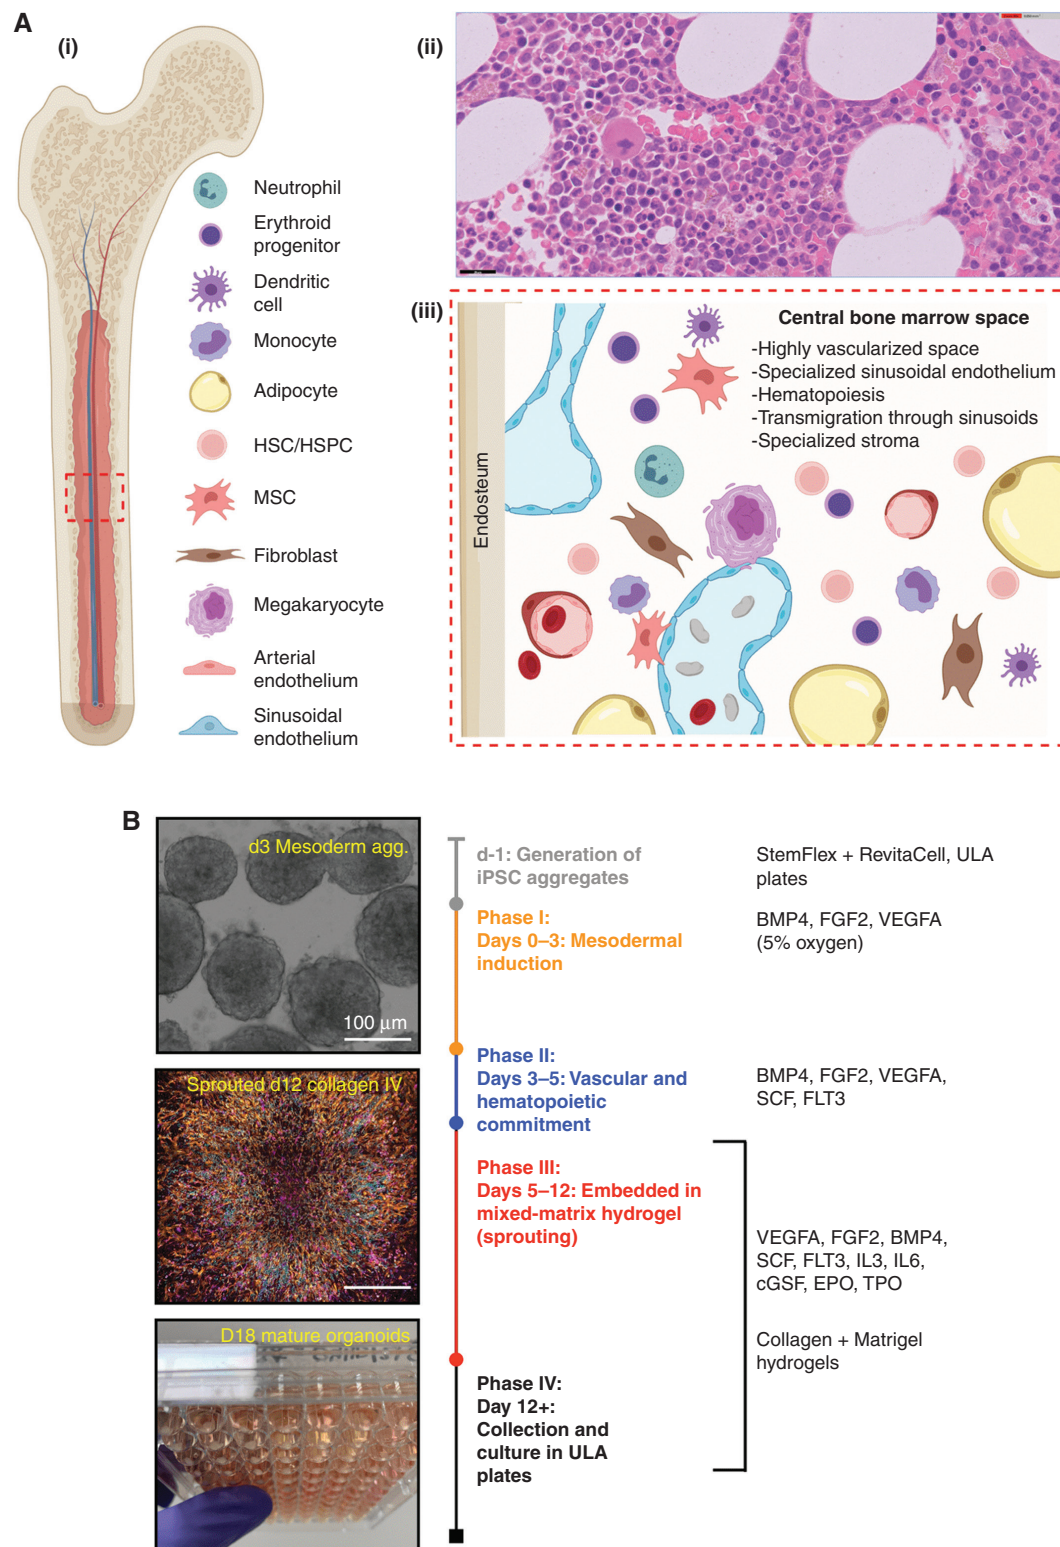 A
(i)
Neutrophil
Erythroid
progenitor
Dendritic
cell
Monocyte
Adipocyte
HSC/HSPC
MSC
Fibroblast
Megakaryocyte
Arterial
endothelium
Sinusoidal
endothelium
(ii)
(iii)
Endosteum
Central bone marrow space
-Highly vascularized space
-Specialized sinusoidal endothelium
-Hematopoiesis
-Transmigration through sinusoids
-Specialized stroma
B
d3 Mesoderm agg.
100 μm
Sprouted d12 collagen IV
D18 mature organoids
d-1: Generation of
iPSC aggregates
StemFlex + RevitaCell, ULA
plates
Phase I:
Days 0–3: Mesodermal
induction
BMP4, FGF2, VEGFA
(5% oxygen)
Phase II:
Days 3–5: Vascular and
hematopoietic
commitment
BMP4, FGF2, VEGFA,
SCF, FLT3
Phase III:
Days 5–12: Embedded in
mixed-matrix hydrogel
(sprouting)
VEGFA, FGF2, BMP4,
SCF, FLT3, IL3, IL6,
cGSF, EPO, TPO
Collagen + Matrigel
hydrogels
Phase IV:
Day 12+:
Collection and
culture in ULA
plates